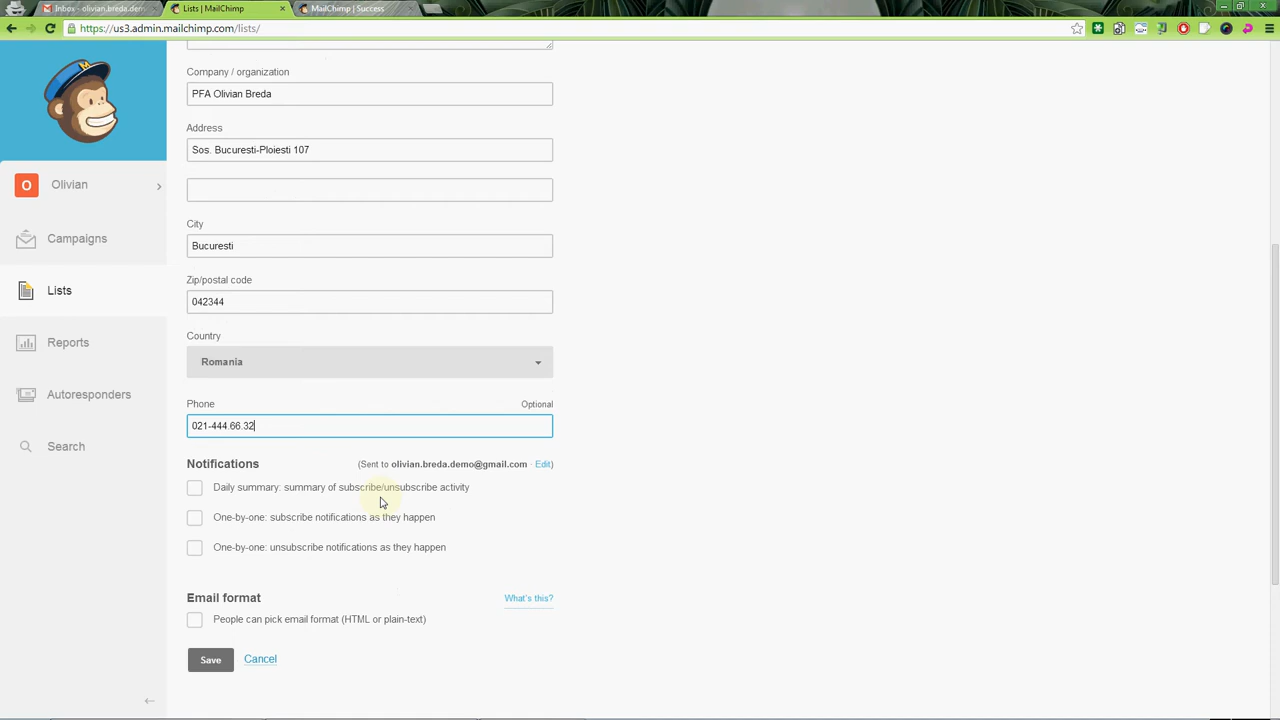 Inbox - olivian.breda.dem
Lists | MailChimp
MailChimp | Success
https://us3.admin.mailchimp.com/lists/
Company / organization
PFA Olivian Breda
Address
Sos. Bucuresti-Ploiesti 107
O
Olivian
City
Campaigns
Bucuresti
Zip/postal code
Lists
042344
Country
Reports
Romania
Autoresponders
Phone
Optional
021-444.66.32
Search
Notifications
(Sent to olivian.breda.demo@gmail.com · Edit)
Daily summary: summary of subscribe/unsubscribe activity
One-by-one: subscribe notifications as they happen
One-by-one: unsubscribe notifications as they happen
Email format
What's this?
People can pick email format (HTML or plain-text)
Save
Cancel